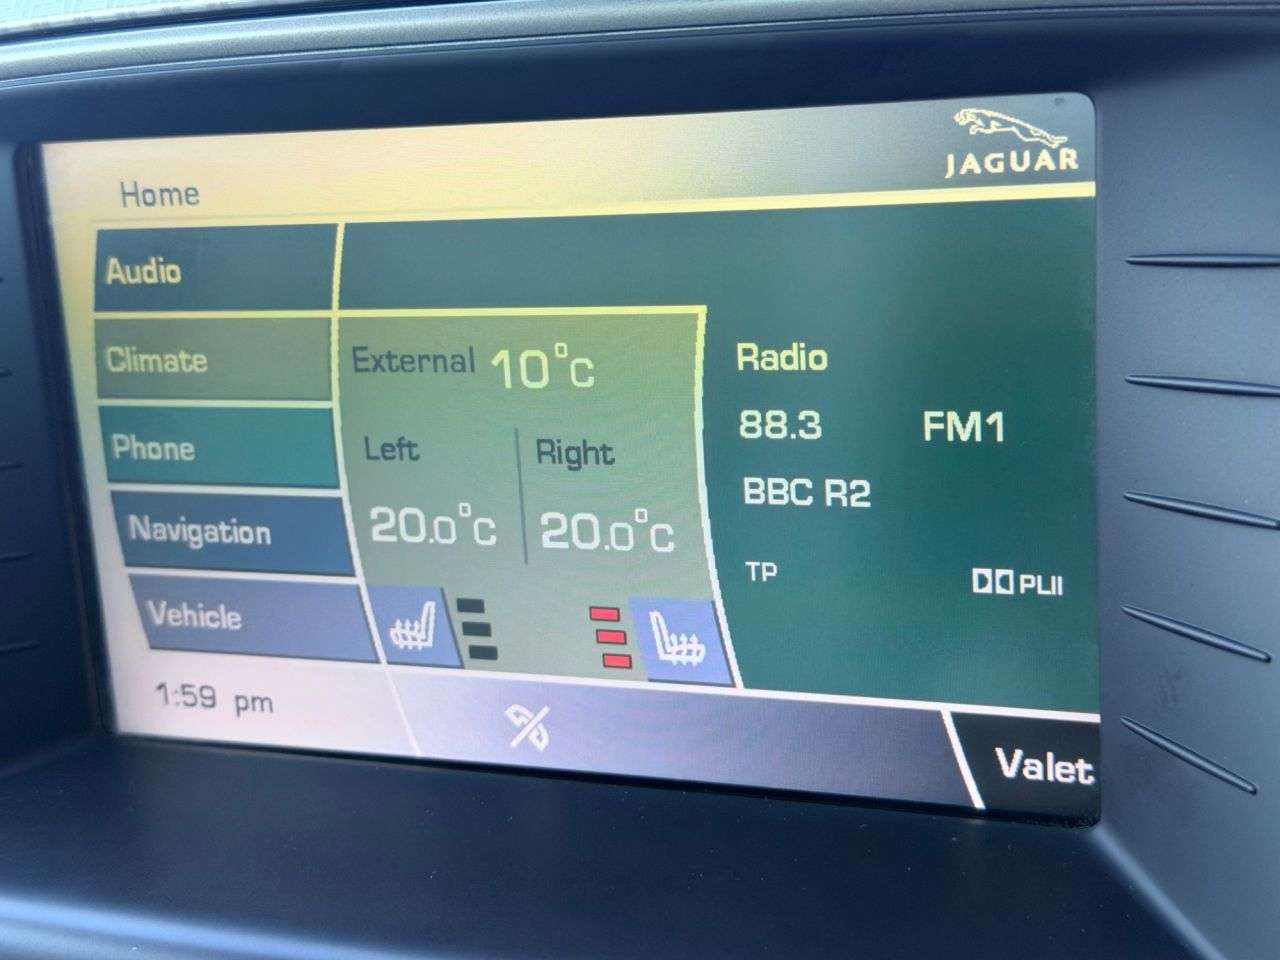 JAGUAR
Home
Audio
Climate
Phone
Navigation
Vehicle
External 10°C
Left Right
20.0°C 20.0°C
Radio
88.3 FM1
BBC R2
TP PLII
1:59 pm
Valet